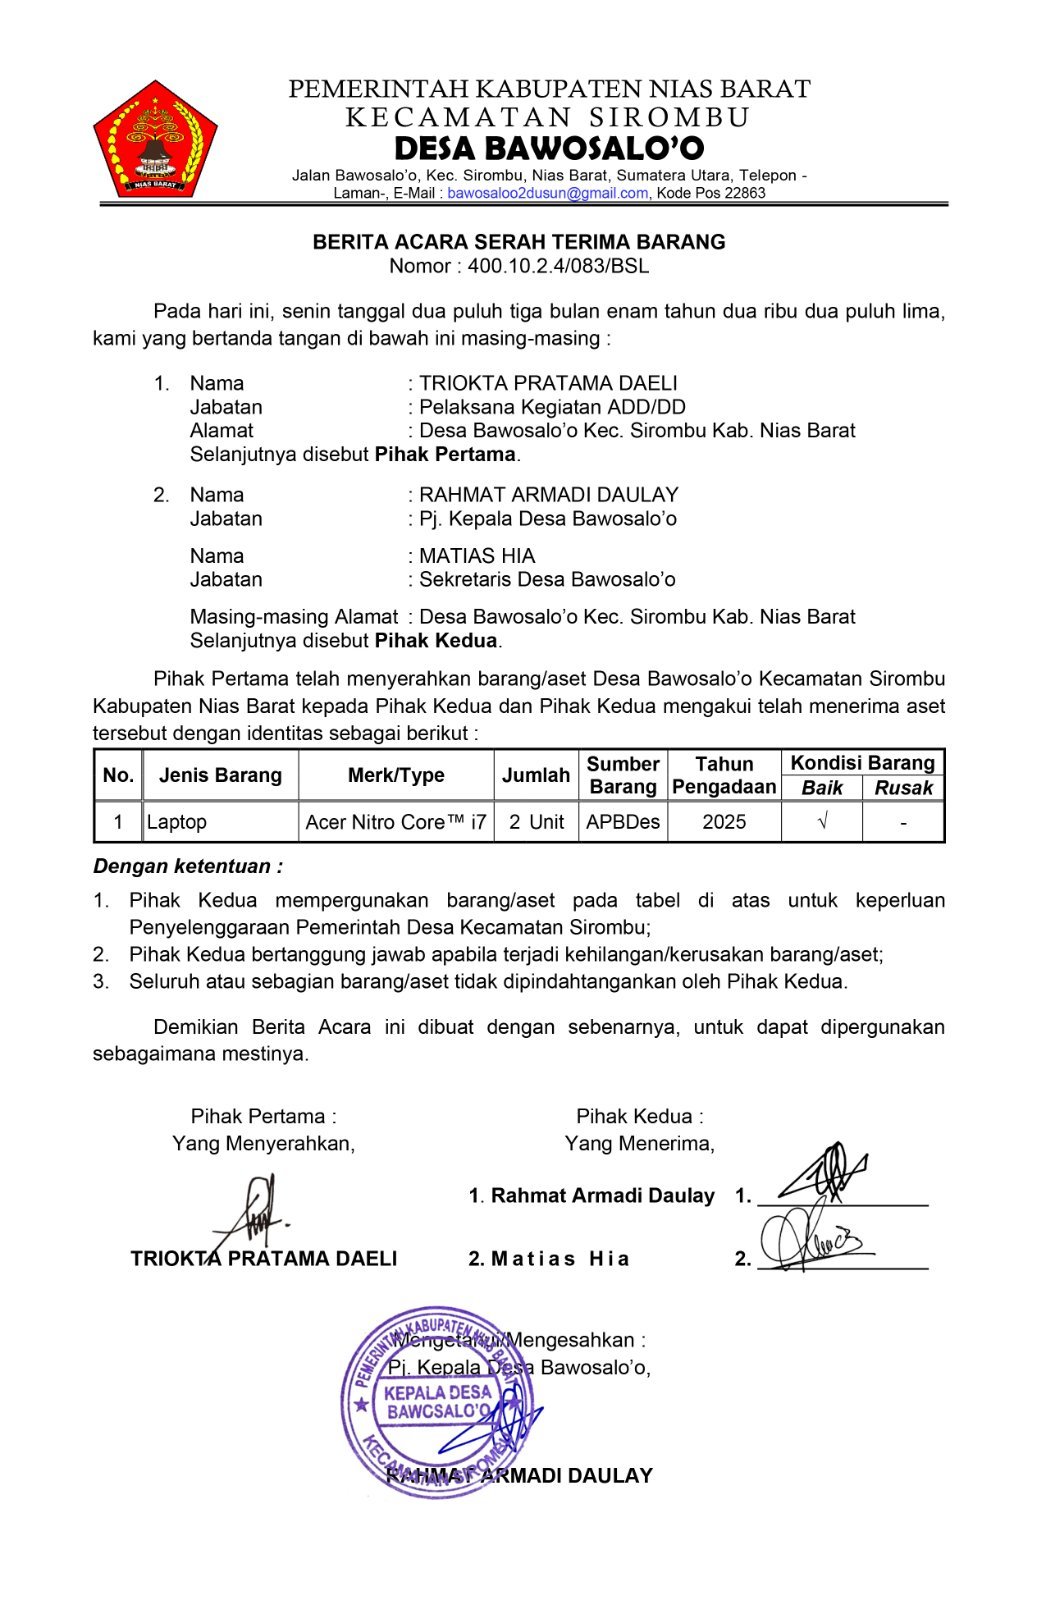 PEMERINTAH KABUPATEN NIAS BARAT
KECAMATAN SIROMBU
DESA BAWOSALO’O
Jalan Bawosalo’o, Kec. Sirombu, Nias Barat, Sumatera Utara, Telepon -
Laman-, E-Mail : bawosaloo2dusun@gmail.com, Kode Pos 22863
NIAS BARAT
BERITA ACARA SERAH TERIMA BARANG
Nomor : 400.10.2.4/083/BSL
Pada hari ini, senin tanggal dua puluh tiga bulan enam tahun dua ribu dua puluh lima,
kami yang bertanda tangan di bawah ini masing-masing :
1. Nama : TRIOKTA PRATAMA DAELI
Jabatan : Pelaksana Kegiatan ADD/DD
Alamat : Desa Bawosalo’o Kec. Sirombu Kab. Nias Barat
Selanjutnya disebut Pihak Pertama.
2. Nama : RAHMAT ARMADI DAULAY
Jabatan : Pj. Kepala Desa Bawosalo’o
Nama : MATIAS HIA
Jabatan : Sekretaris Desa Bawosalo’o
Masing-masing Alamat : Desa Bawosalo’o Kec. Sirombu Kab. Nias Barat
Selanjutnya disebut Pihak Kedua.
Pihak Pertama telah menyerahkan barang/aset Desa Bawosalo’o Kecamatan Sirombu
Kabupaten Nias Barat kepada Pihak Kedua dan Pihak Kedua mengakui telah menerima aset
tersebut dengan identitas sebagai berikut :
No. Jenis Barang Merk/Type Jumlah Sumber Barang Tahun Pengadaan Kondisi Barang
Baik Rusak
1 Laptop Acer Nitro Core™ i7 2 Unit APBDes 2025 √ -
Dengan ketentuan :
1. Pihak Kedua mempergunakan barang/aset pada tabel di atas untuk keperluan
Penyelenggaraan Pemerintah Desa Kecamatan Sirombu;
2. Pihak Kedua bertanggung jawab apabila terjadi kehilangan/kerusakan barang/aset;
3. Seluruh atau sebagian barang/aset tidak dipindahtangankan oleh Pihak Kedua.
Demikian Berita Acara ini dibuat dengan sebenarnya, untuk dapat dipergunakan
sebagaimana mestinya.
Pihak Pertama : Pihak Kedua :
Yang Menyerahkan, Yang Menerima,
1. Rahmat Armadi Daulay 1.
TRIOKTA PRATAMA DAELI 2. Matias Hia 2.
Mengetahui/Mengesahkan :
Pj. Kepala Desa Bawosalo’o,
PEMERINTAH KABUPATEN NIAS BARAT
KEPALA DESA
BAWOSALO’O
KECAMATAN SIROMBU
RAHMAT ARMADI DAULAY